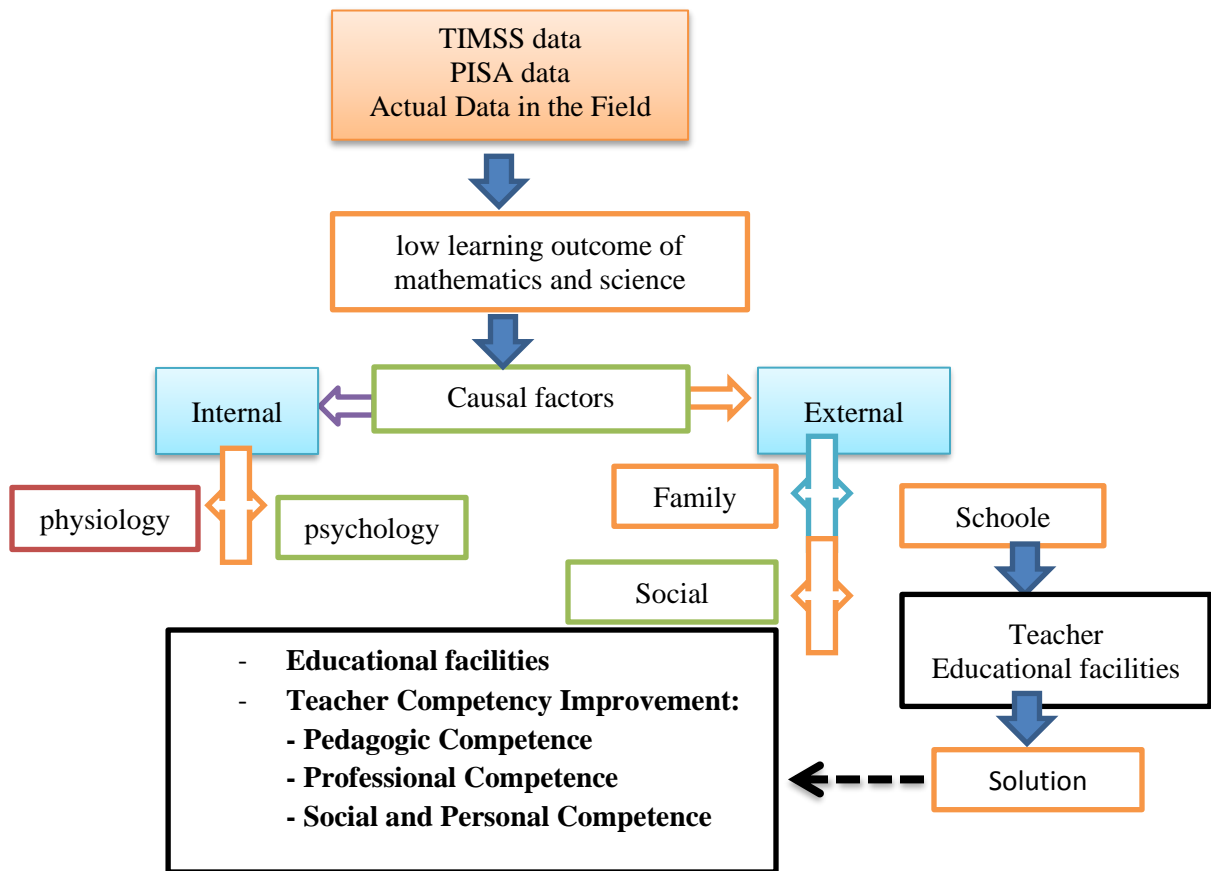 TIMSS data
PISA data
Actual Data in the Field
low learning outcome of
mathematics and science
Internal
Causal factors
External
physiology
psychology
Family
Schoole
Social
Teacher
Educational facilities
- Educational facilities
- Teacher Competency Improvement:
- Pedagogic Competence
- Professional Competence
- Social and Personal Competence
Solution